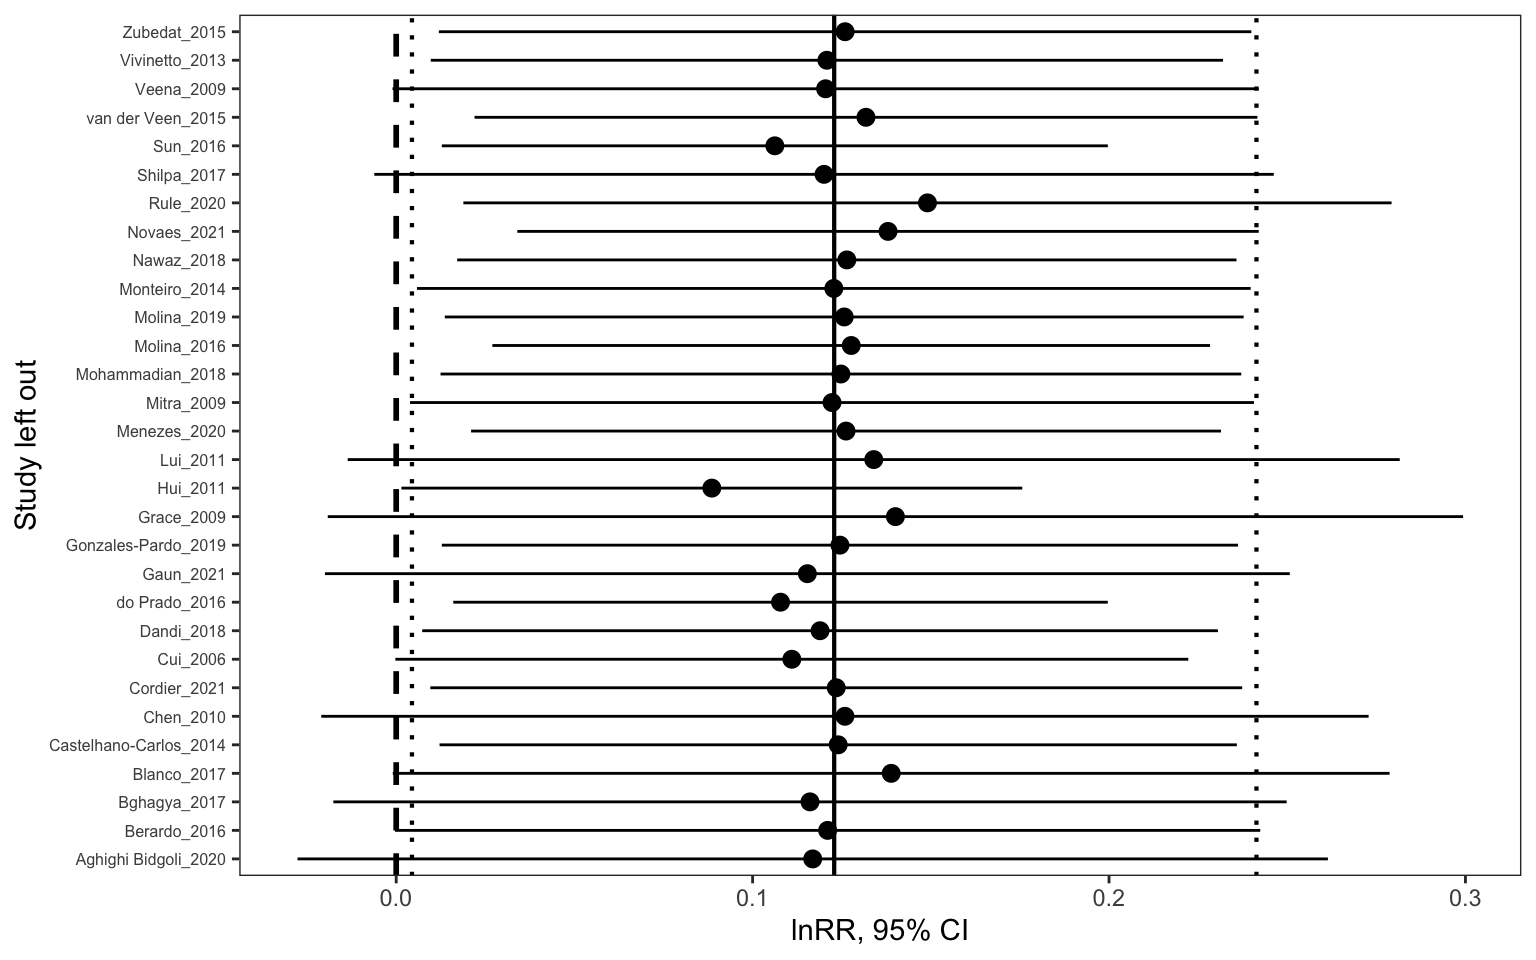 Study left out
Zubedat_2015
Vivinetto_2013
Veena_2009
van der Veen_2015
Sun_2016
Shilpa_2017
Rule_2020
Novaes_2021
Nawaz_2018
Monteiro_2014
Molina_2019
Molina_2016
Mohammadian_2018
Mitra_2009
Menezes_2020
Lui_2011
Hui_2011
Grace_2009
Gonzales-Pardo_2019
Gaun_2021
do Prado_2016
Dandi_2018
Cui_2006
Cordier_2021
Chen_2010
Castelhano-Carlos_2014
Blanco_2017
Bghagya_2017
Berardo_2016
Aghighi Bidgoli_2020
0.0 0.1 0.2 0.3
lnRR, 95% CI